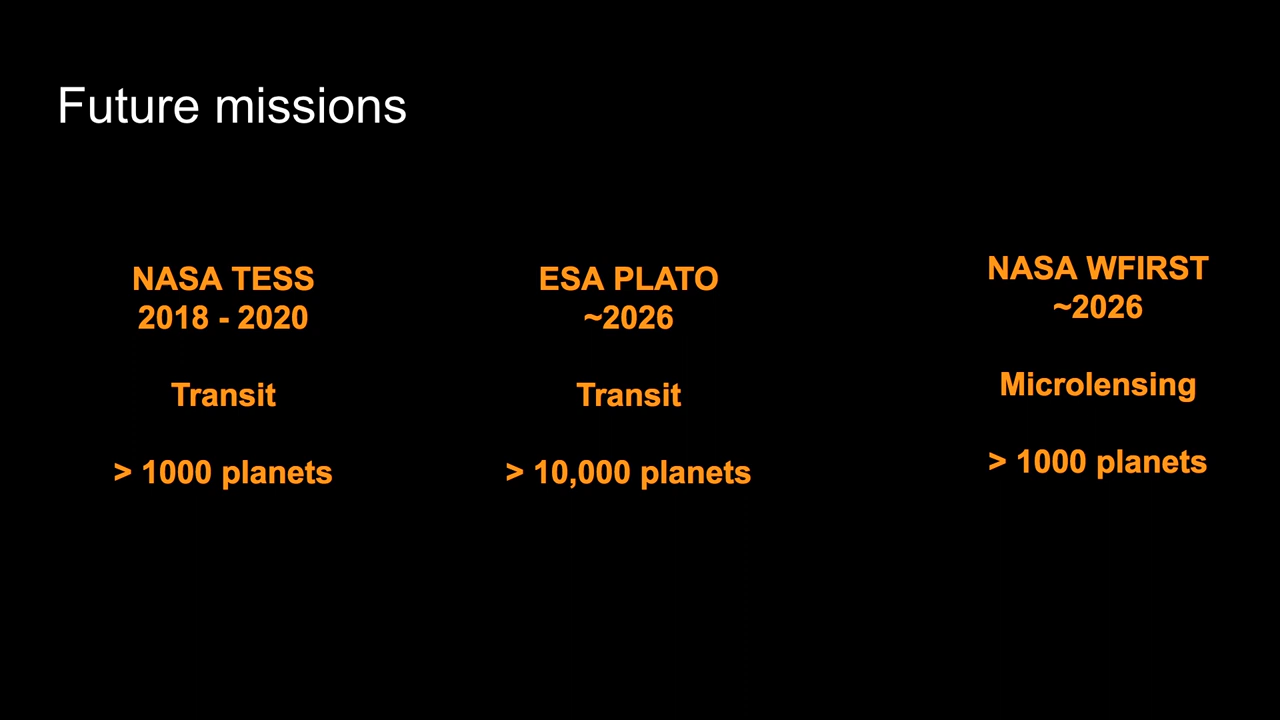 Future missions
NASA TESS
2018 - 2020
Transit
> 1000 planets
ESA PLATO
~2026
Transit
> 10,000 planets
NASA WFIRST
~2026
Microlensing
> 1000 planets